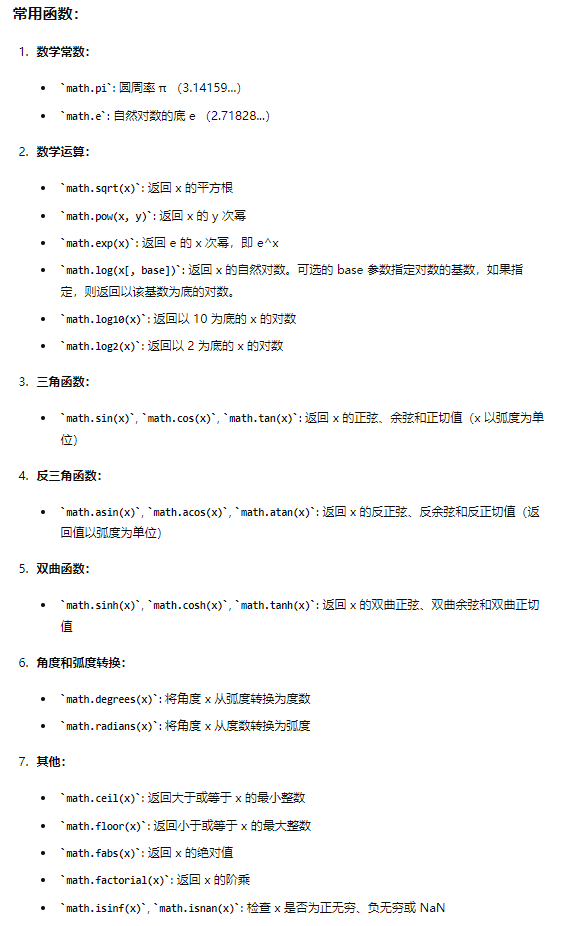 常用函数：
1. 数学常数：
• `math.pi`: 圆周率 π （3.14159...）
• `math.e`: 自然对数的底 e （2.71828...）
2. 数学运算：
• `math.sqrt(x)`: 返回 x 的平方根
• `math.pow(x, y)`: 返回 x 的 y 次幂
• `math.exp(x)`: 返回 e 的 x 次幂，即 e^x
• `math.log(x[, base])`: 返回 x 的自然对数。可选的 base 参数指定对数的基数，如果指
定，则返回以该基数为底的对数。
• `math.log10(x)`: 返回以 10 为底的 x 的对数
• `math.log2(x)`: 返回以 2 为底的 x 的对数
3. 三角函数：
• `math.sin(x)`, `math.cos(x)`, `math.tan(x)`: 返回 x 的正弦、余弦和正切值（x 以弧度为单
位）
4. 反三角函数：
• `math.asin(x)`, `math.acos(x)`, `math.atan(x)`: 返回 x 的反正弦、反余弦和反正切值（返
回值以弧度为单位）
5. 双曲函数：
• `math.sinh(x)`, `math.cosh(x)`, `math.tanh(x)`: 返回 x 的双曲正弦、双曲余弦和双曲正切
值
6. 角度和弧度转换：
• `math.degrees(x)`: 将角度 x 从弧度转换为度数
• `math.radians(x)`: 将角度 x 从度数转换为弧度
7. 其他：
• `math.ceil(x)`: 返回大于或等于 x 的最小整数
• `math.floor(x)`: 返回小于或等于 x 的最大整数
• `math.fabs(x)`: 返回 x 的绝对值
• `math.factorial(x)`: 返回 x 的阶乘
• `math.isinf(x)`, `math.isnan(x)`: 检查 x 是否为正无穷、负无穷或 NaN